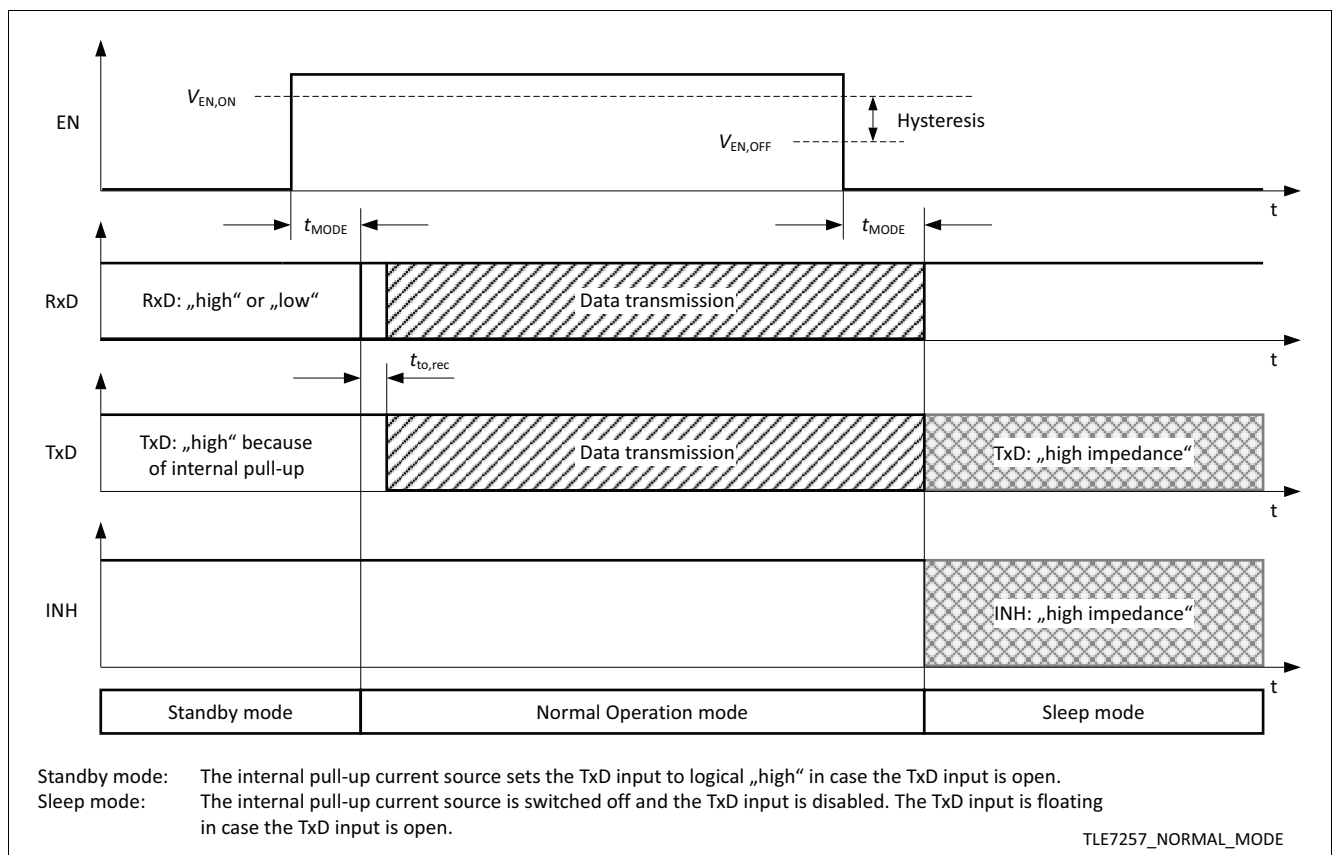 V_EN,ON
EN
Hysteresis
V_EN,OFF
t
t_MODE
t_MODE
RxD
RxD: „high“ or „low“
Data transmission
t
t_to,rec
TxD
TxD: „high“ because
of internal pull-up
Data transmission
TxD: „high impedance“
t
INH
INH: „high impedance“
t
Standby mode
Normal Operation mode
Sleep mode
Standby mode: The internal pull-up current source sets the TxD input to logical „high“ in case the TxD input is open.
Sleep mode: The internal pull-up current source is switched off and the TxD input is disabled. The TxD input is floating
in case the TxD input is open.
TLE7257_NORMAL_MODE